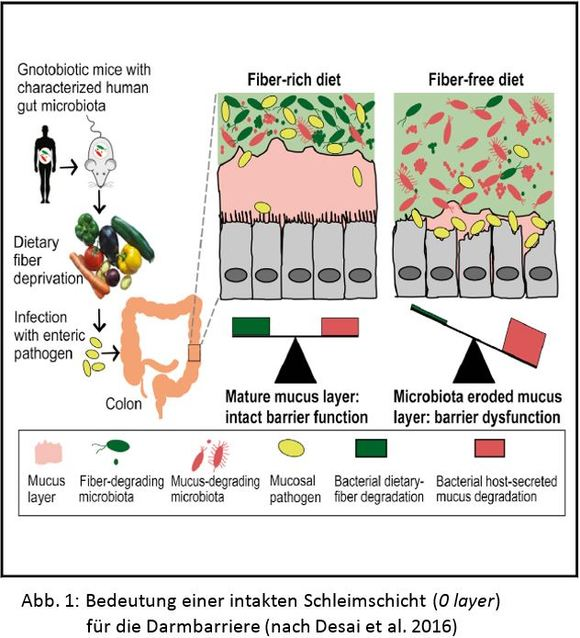 Gnotobiotic mice with
characterized human
gut microbiota
Dietary
fiber
deprivation
Infection
with enteric
pathogen
Colon
Fiber-rich diet
Fiber-free diet
Mature mucus layer:
intact barrier function
Microbiota eroded mucus
layer: barrier dysfunction
Mucus
layer
Fiber-degrading
microbiota
Mucus-degrading
microbiota
Mucosal
pathogen
Bacterial dietary-
fiber degradation
Bacterial host-secreted
mucus degradation
Abb. 1: Bedeutung einer intakten Schleimschicht (0 layer)
für die Darmbarriere (nach Desai et al. 2016)